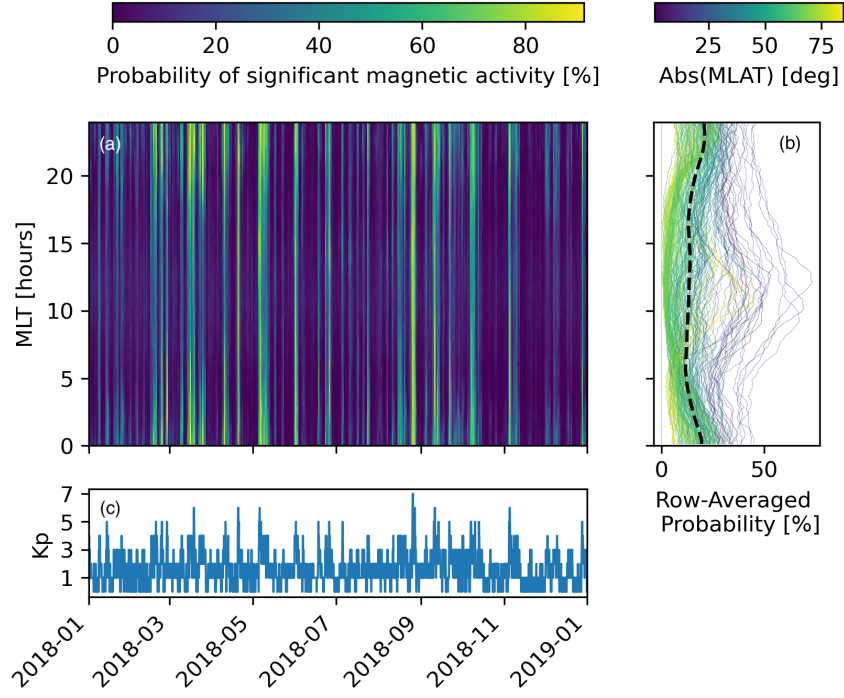 0 20 40 60 80
Probability of significant magnetic activity [%]
25 50 75
Abs(MLAT) [deg]
(a)
20
15
10
5
0
MLT [hours]
(b)
0 50
Row-Averaged
Probability [%]
(c)
7
5
3
1
Kp
2018-01 2018-03 2018-05 2018-07 2018-09 2018-11 2019-01